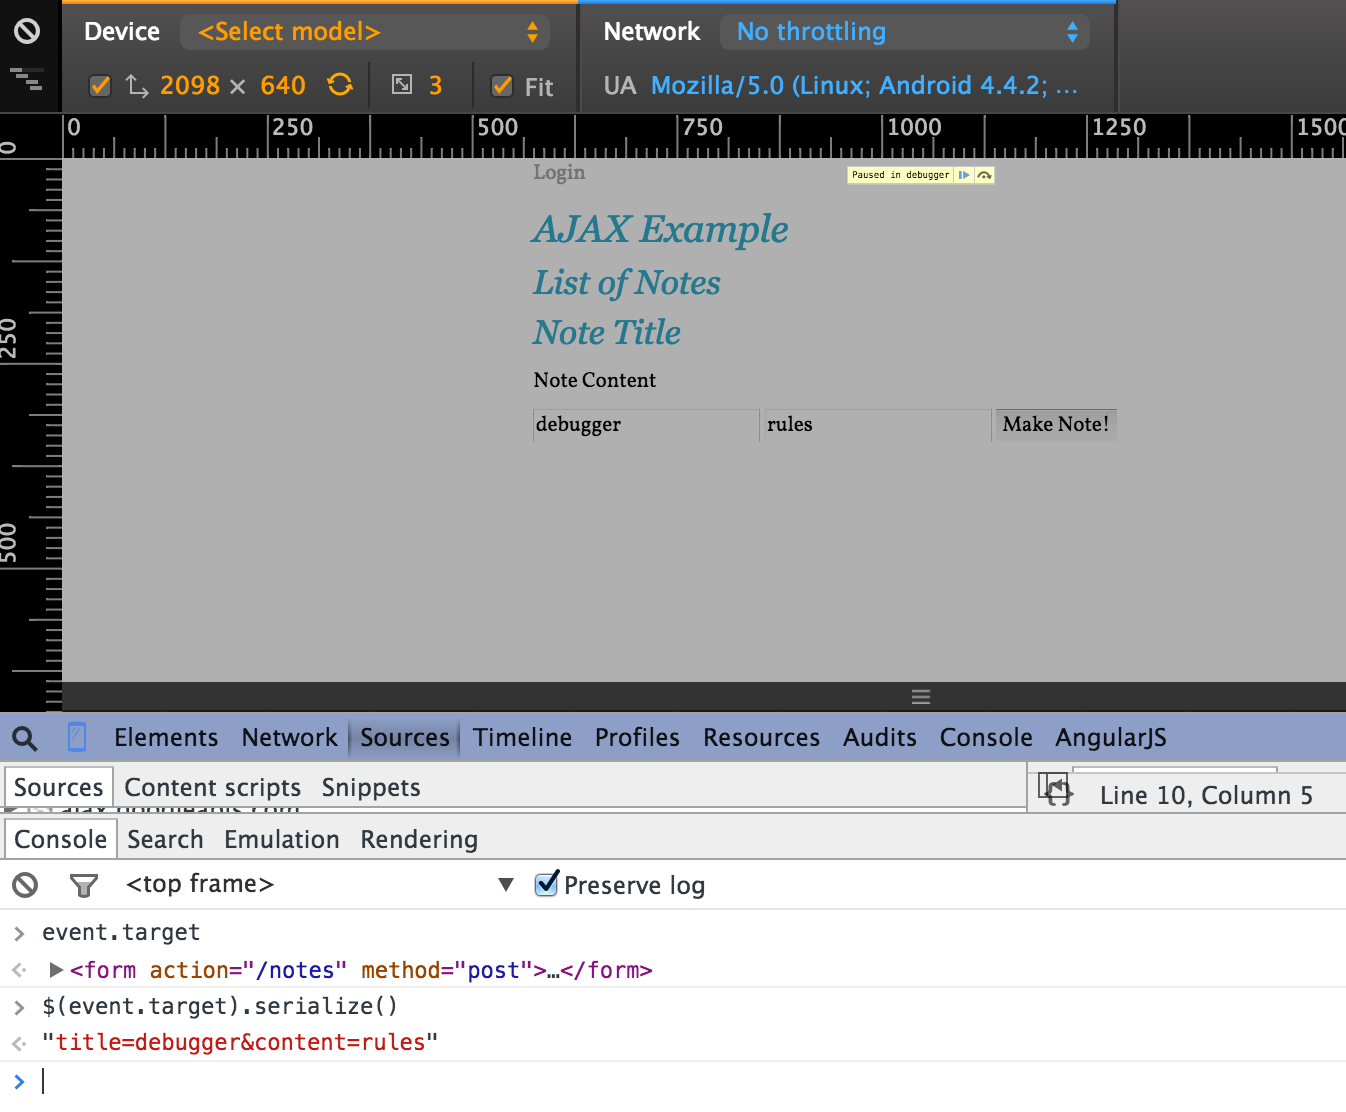 Device <Select model> Network No throttling
2098 × 640 3 Fit UA Mozilla/5.0 (Linux; Android 4.4.2; ...
0 250 500 750 1000 1250 1500
0
250
500
Login
Paused in debugger
AJAX Example
List of Notes
Note Title
Note Content
debugger rules Make Note!
Elements Network Sources Timeline Profiles Resources Audits Console AngularJS
Sources Content scripts Snippets
ajax.googleapis.com
{} Line 10, Column 5
Console Search Emulation Rendering
<top frame> ▼ Preserve log
> event.target
<form action="/notes" method="post">…</form>
> $(event.target).serialize()
"title=debugger&content=rules"
>